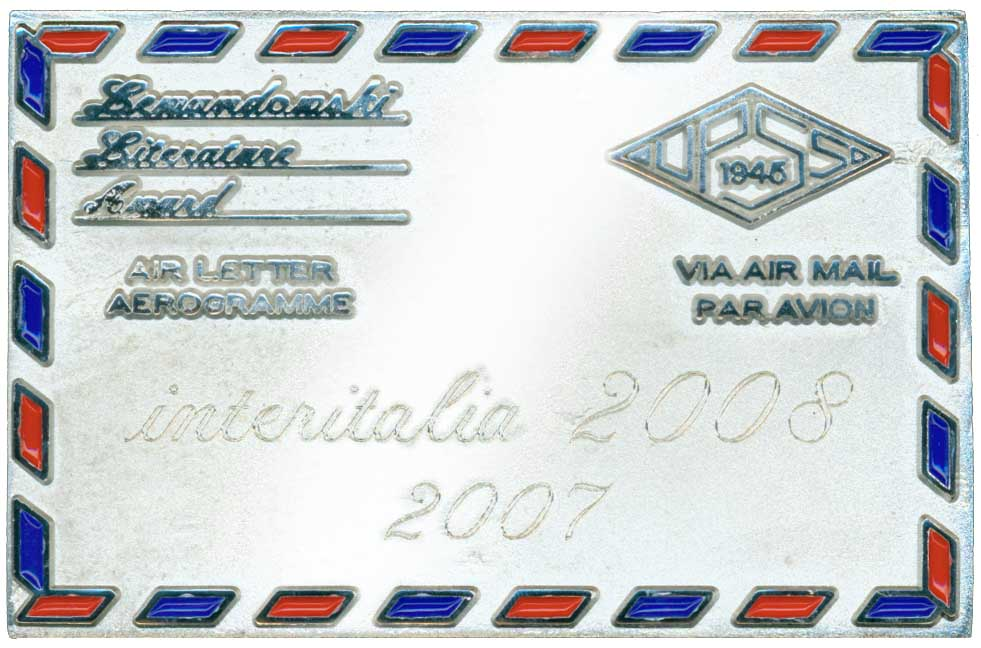 Lewandowski
Literature
Award
UPSS
1945
AIR LETTER
AEROGRAMME
VIA AIR MAIL
PAR AVION
interitalia 2008
2007